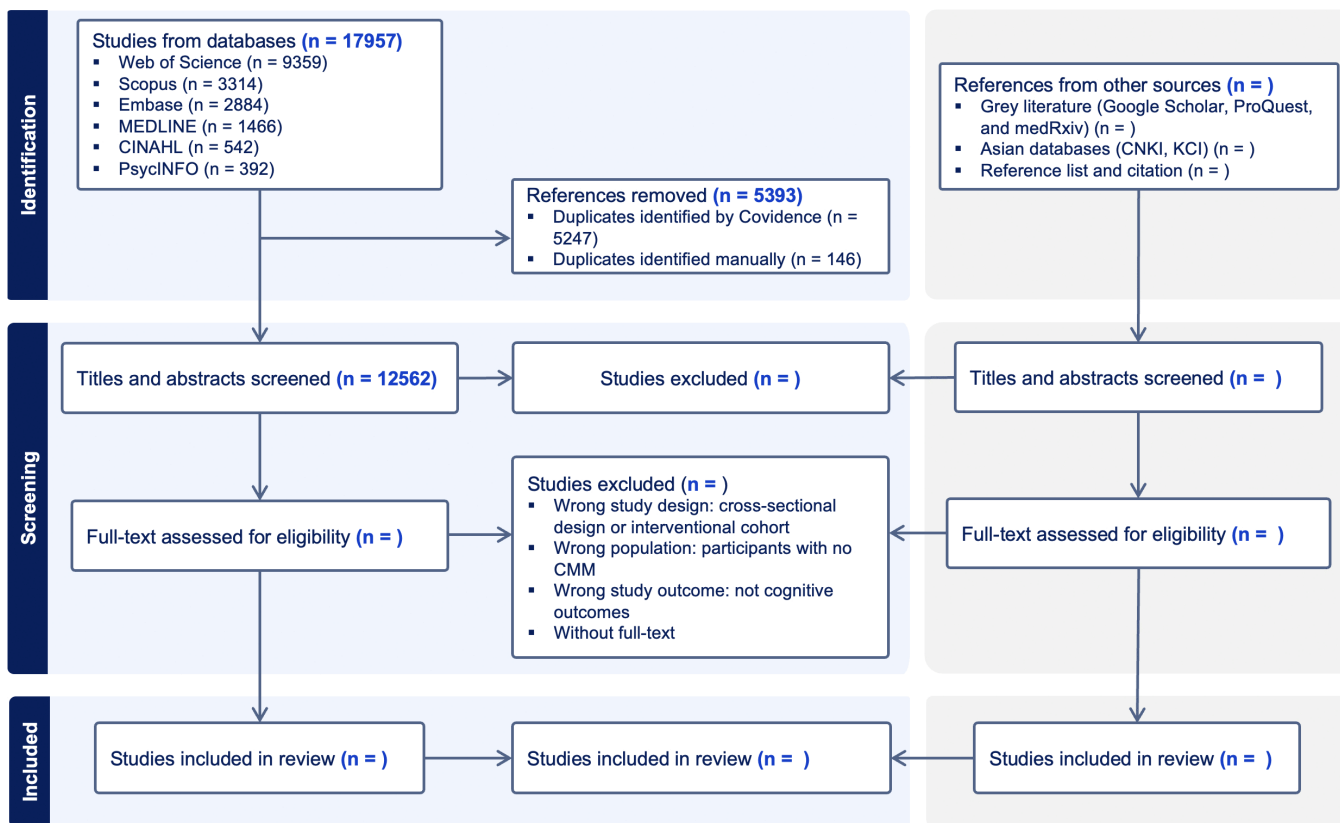 Identification
Studies from databases (n = 17957)
▪ Web of Science (n = 9359)
▪ Scopus (n = 3314)
▪ Embase (n = 2884)
▪ MEDLINE (n = 1466)
▪ CINAHL (n = 542)
▪ PsycINFO (n = 392)
References from other sources (n = )
▪ Grey literature (Google Scholar, ProQuest,
and medRxiv) (n = )
▪ Asian databases (CNKI, KCI) (n = )
▪ Reference list and citation (n = )
References removed (n = 5393)
▪ Duplicates identified by Covidence (n =
5247)
▪ Duplicates identified manually (n = 146)
Screening
Titles and abstracts screened (n = 12562)
Studies excluded (n = )
Titles and abstracts screened (n =  )
Full-text assessed for eligibility (n = )
Studies excluded (n = )
▪ Wrong study design: cross-sectional
design or interventional cohort
▪ Wrong population: participants with no
CMM
▪ Wrong study outcome: not cognitive
outcomes
▪ Without full-text
Full-text assessed for eligibility (n =  )
Included
Studies included in review (n = )
Studies included in review (n =  )
Studies included in review (n =  )